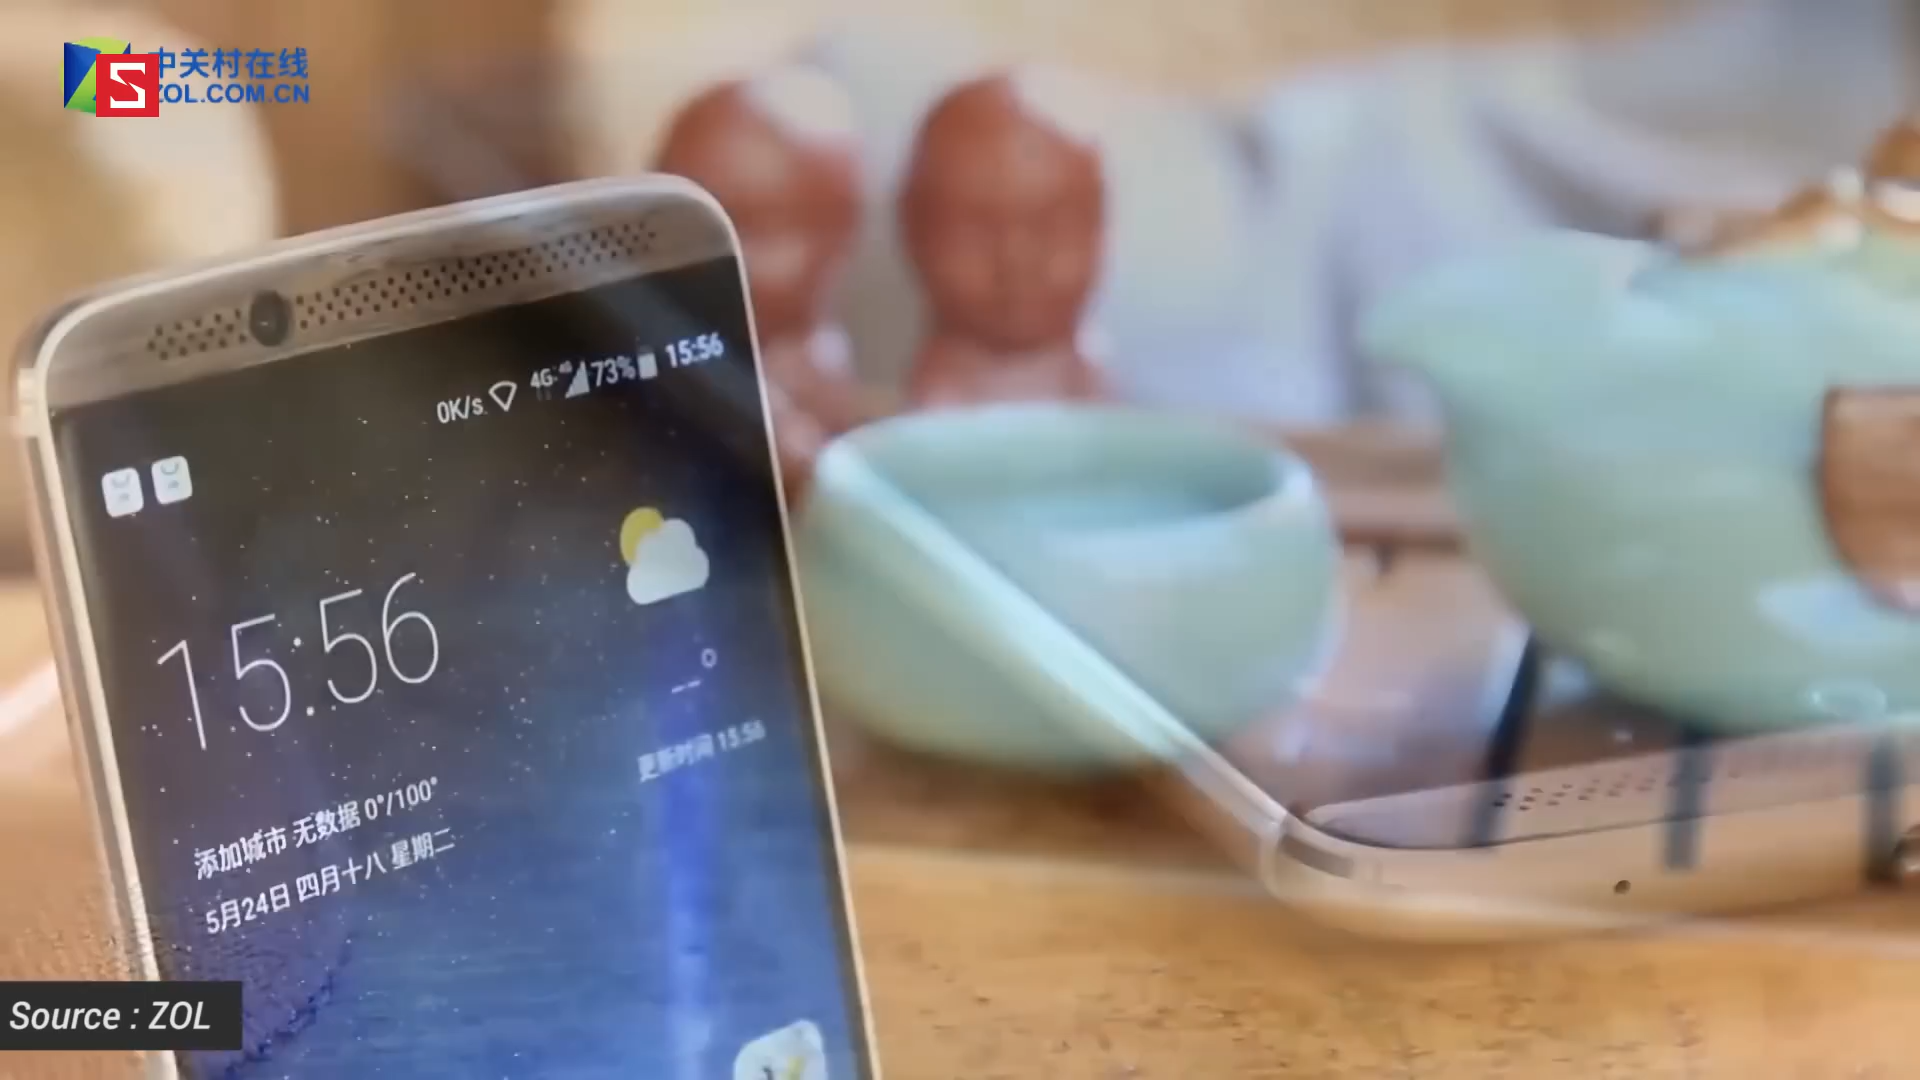 中关村在线
ZOL.COM.CN
S
0K/s 4G 4G 73% 15:56
15:56
__°
更新时间 15:56
添加城市 无数据 0°/100°
5月24日 四月十八 星期二
Source : ZOL